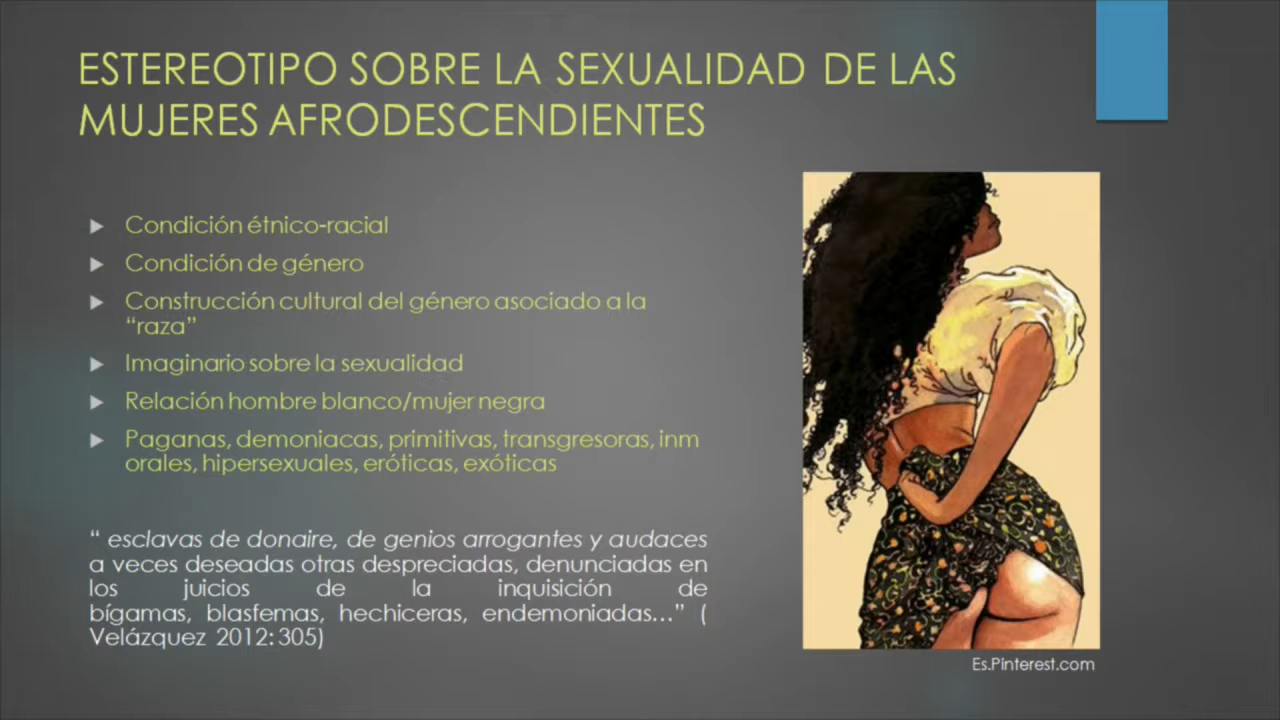 ESTEREOTIPO SOBRE LA SEXUALIDAD DE LAS
MUJERES AFRODESCENDIENTES
Condición étnico-racial
Condición de género
Construcción cultural del género asociado a la
“raza”
Imaginario sobre la sexualidad
Relación hombre blanco/mujer negra
Paganas, demoniacas, primitivas, transgresoras, inm
orales, hipersexuales, eróticas, exóticas
“ esclavas de donaire, de genios arrogantes y audaces
a veces deseadas otras despreciadas, denunciadas en
los juicios de la inquisición de
bígamas, blasfemas, hechiceras, endemoniadas...” (
Velázquez 2012: 305)
Es.Pinterest.com